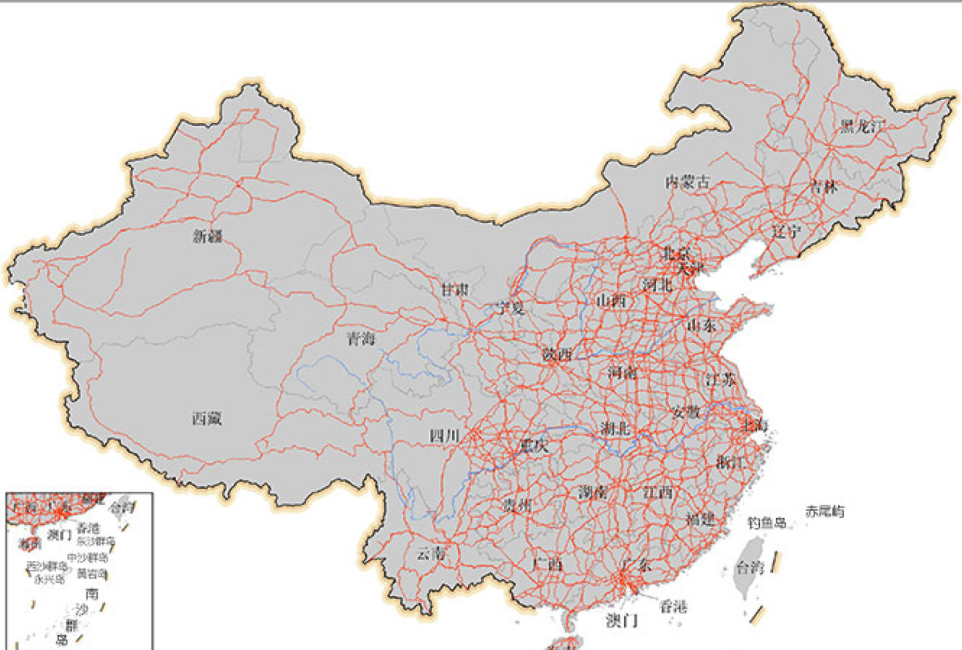 黑龙江
内蒙古
吉林
辽宁
新疆
北京
天津
河北
甘肃
宁夏
山西
山东
青海
陕西
河南
江苏
西藏
安徽
上海
四川
重庆
湖北
浙江
贵州
湖南
江西
福建
钓鱼岛
赤尾屿
云南
广西
广东
台湾
香港
澳门
福建
广西
广东
台湾
香港
澳门
海南
东沙群岛
中沙群岛
西沙群岛
黄岩岛
永兴岛
南
沙
群
岛